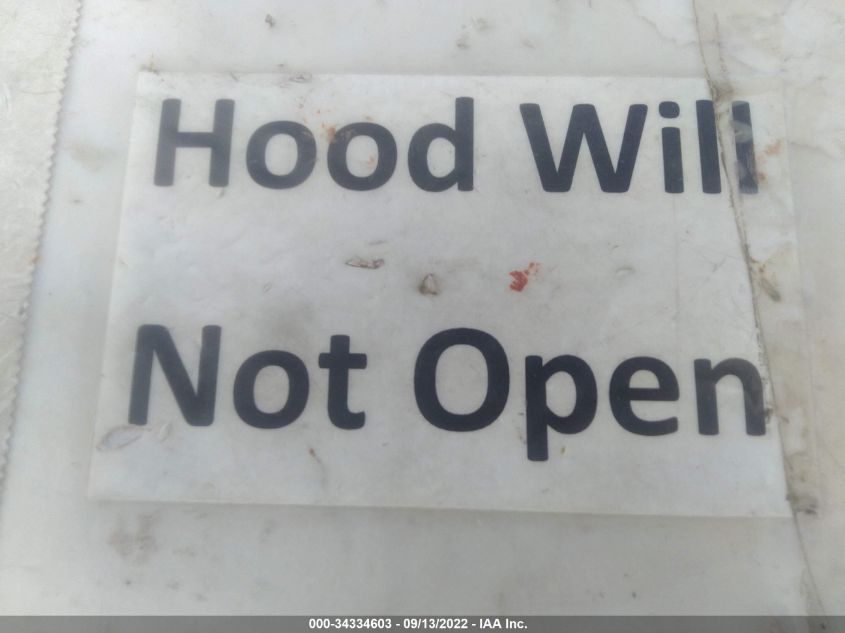 Hood Will
Not Open
000-34334603 - 09/13/2022 - IAA Inc.